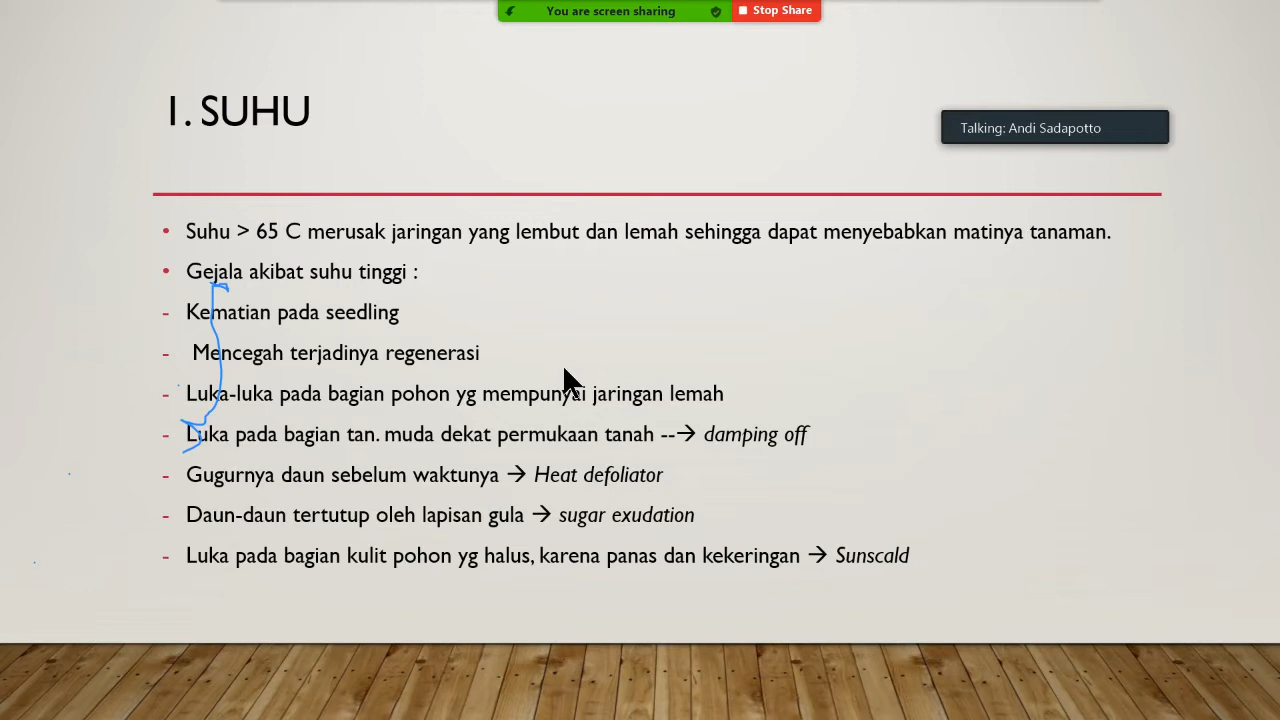 You are screen sharing
Stop Share
1. SUHU
Talking: Andi Sadapotto
• Suhu > 65 C merusak jaringan yang lembut dan lemah sehingga dapat menyebabkan matinya tanaman.
• Gejala akibat suhu tinggi :
- Kematian pada seedling
- Mencegah terjadinya regenerasi
- Luka-luka pada bagian pohon yg mempunyai jaringan lemah
- Luka pada bagian tan. muda dekat permukaan tanah --→ damping off
- Gugurnya daun sebelum waktunya → Heat defoliator
- Daun-daun tertutup oleh lapisan gula → sugar exudation
- Luka pada bagian kulit pohon yg halus, karena panas dan kekeringan → Sunscald